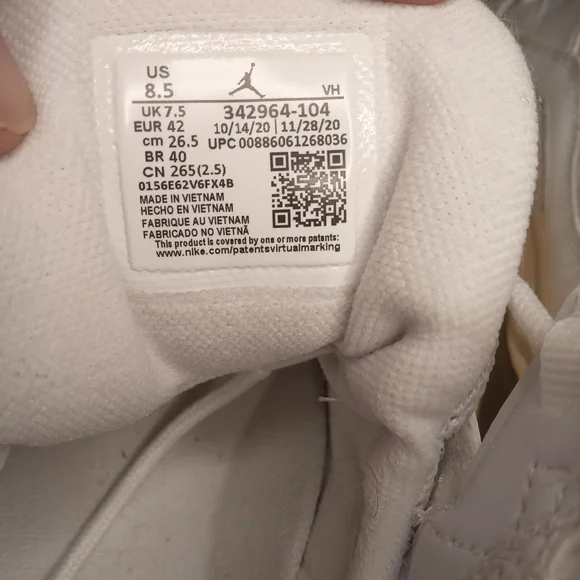 US
8.5 VH
UK 7.5 342964-104
EUR 42 10/14/20 | 11/28/20
cm 26.5 UPC 00886061268036
BR 40
CN 265(2.5)
0156E62V6FX4B
MADE IN VIETNAM
HECHO EN VIETNAM
FABRIQUE AU VIETNAM
FABRICADO NO VIETNÃ
This product is covered by one or more patents:
www.nike.com/patentsvirtualmarking